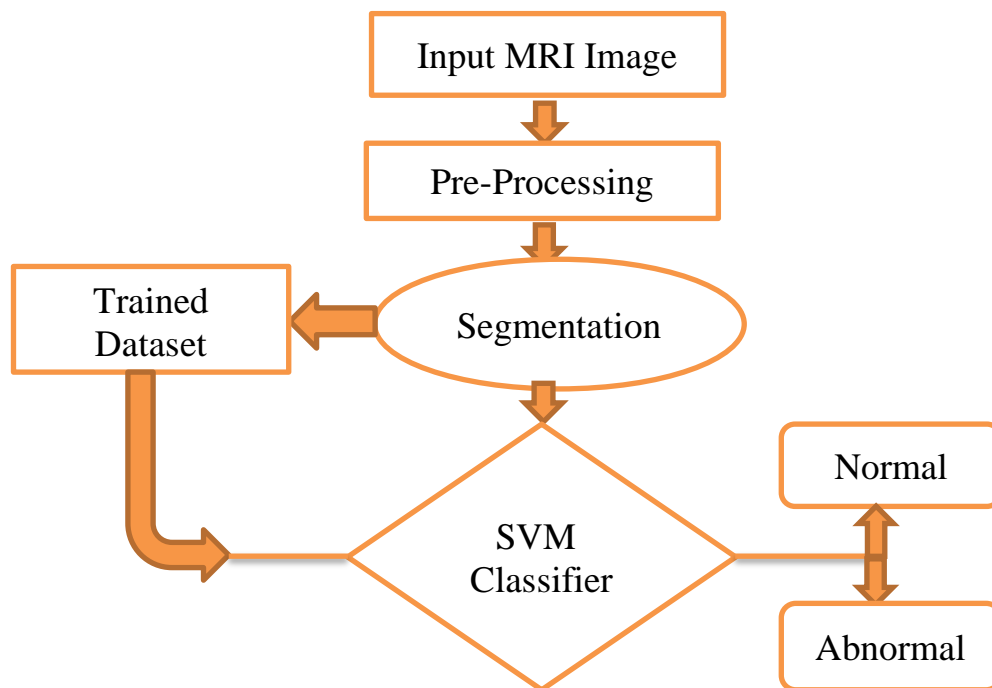 Input MRI Image
Pre-Processing
Trained
Dataset
Segmentation
Normal
SVM
Classifier
Abnormal